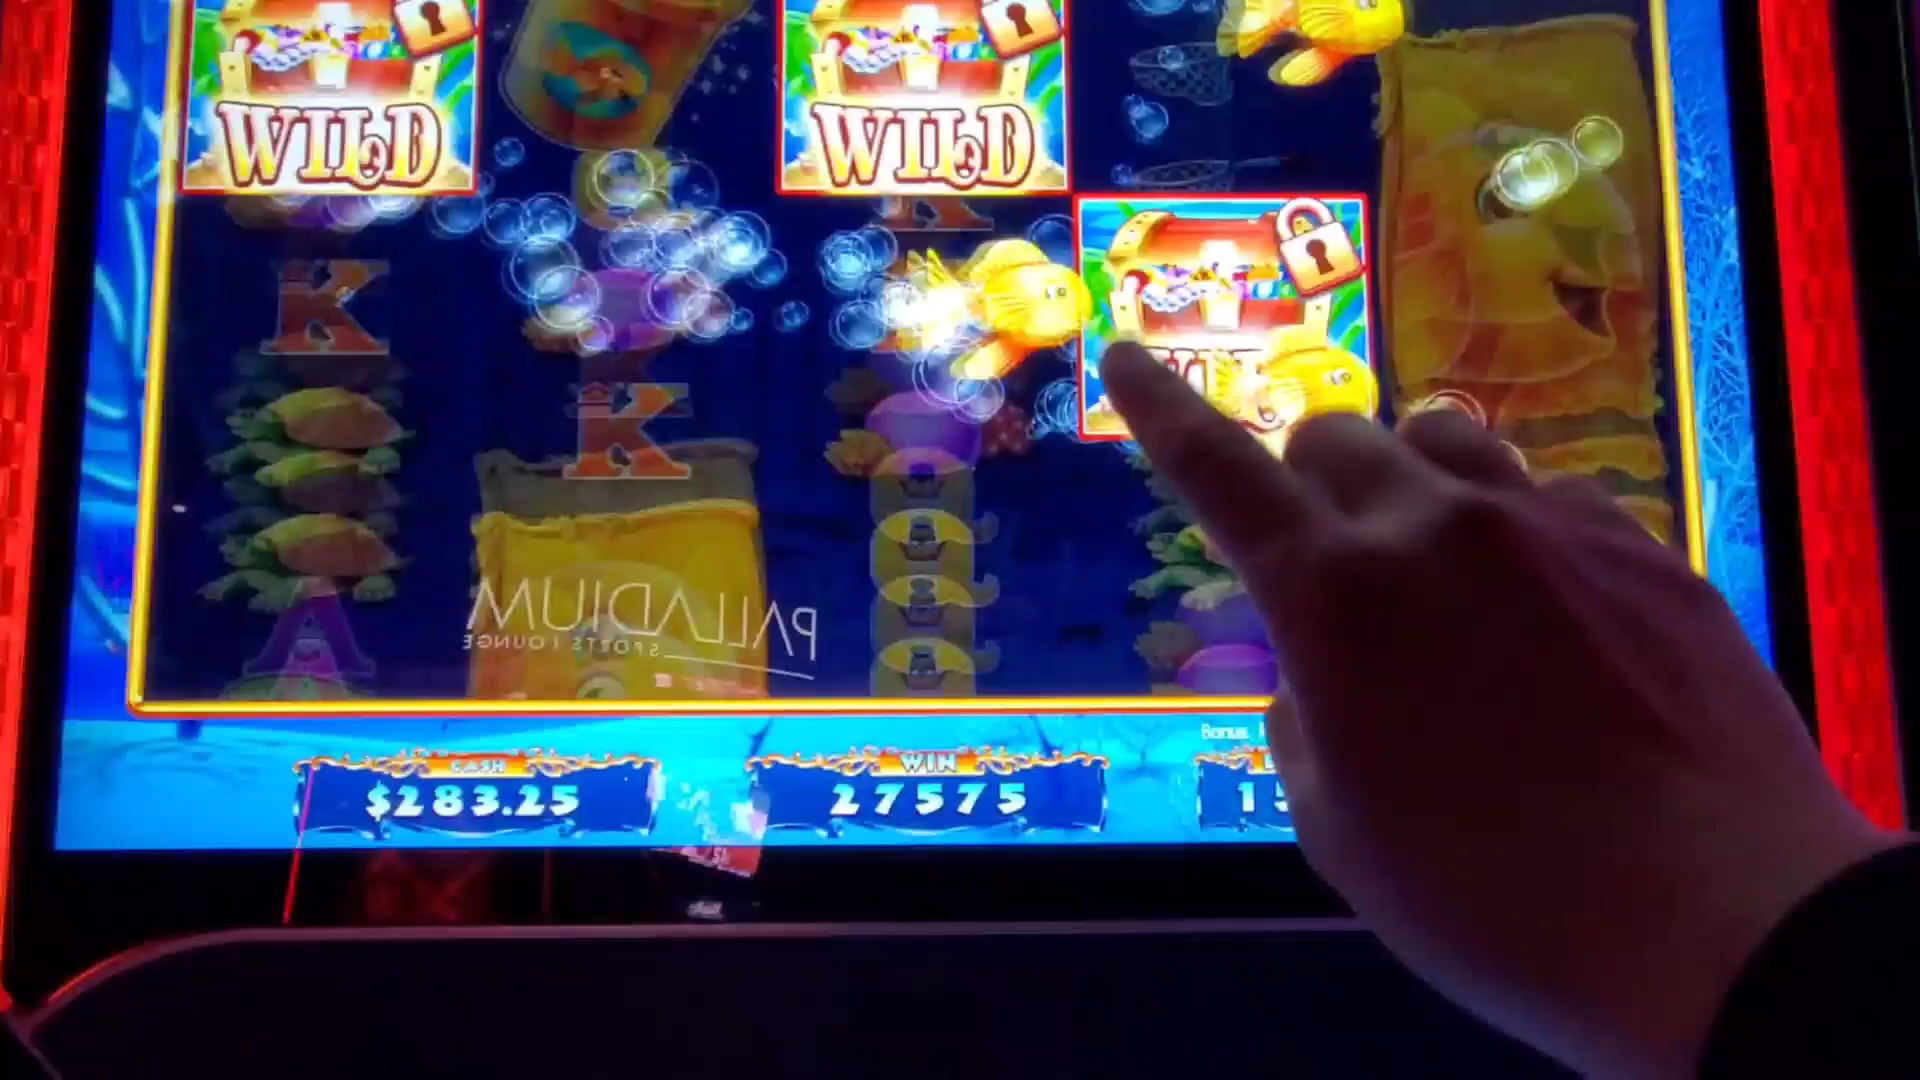 WILD
WILD
K
K
K
A
PALLADIUM
SPORTS LOUNGE
Bonus
CASH
WIN
$283.25
27575